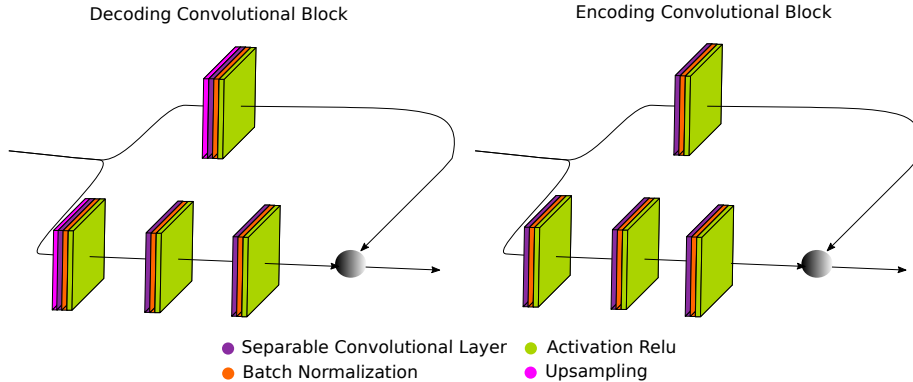 Decoding Convolutional Block
Encoding Convolutional Block
Separable Convolutional Layer
Activation Relu
Batch Normalization
Upsampling